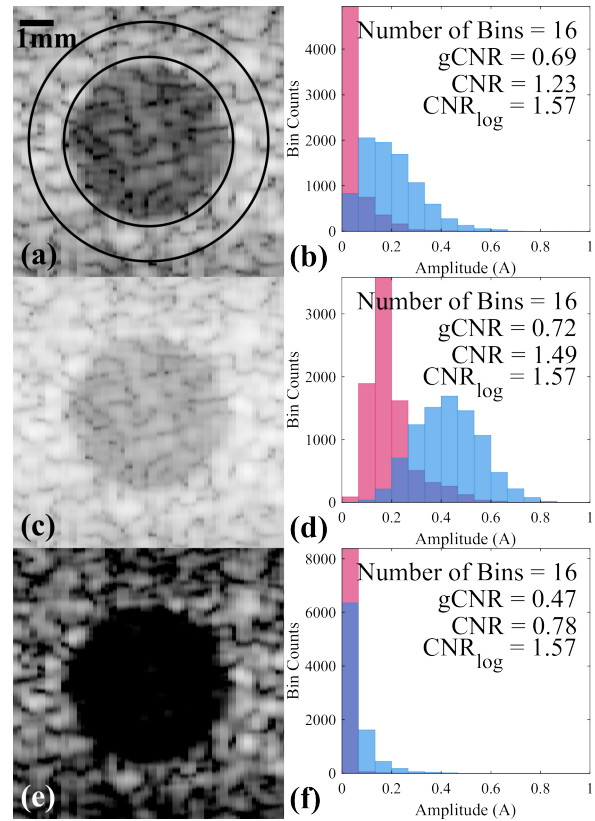 1mm
(a)
4000
3000
2000
1000
0
Bin Counts
Number of Bins = 16
gCNR = 0.69
CNR = 1.23
CNRlog = 1.57
0 0.2 0.4 0.6 0.8 1
Amplitude (A)
(b)
(c)
3000
2000
1000
0
Bin Counts
Number of Bins = 16
gCNR = 0.72
CNR = 1.49
CNRlog = 1.57
0 0.2 0.4 0.6 0.8 1
Amplitude (A)
(d)
(e)
8000
6000
4000
2000
0
Bin Counts
Number of Bins = 16
gCNR = 0.47
CNR = 0.78
CNRlog = 1.57
0 0.2 0.4 0.6 0.8 1
Amplitude (A)
(f)